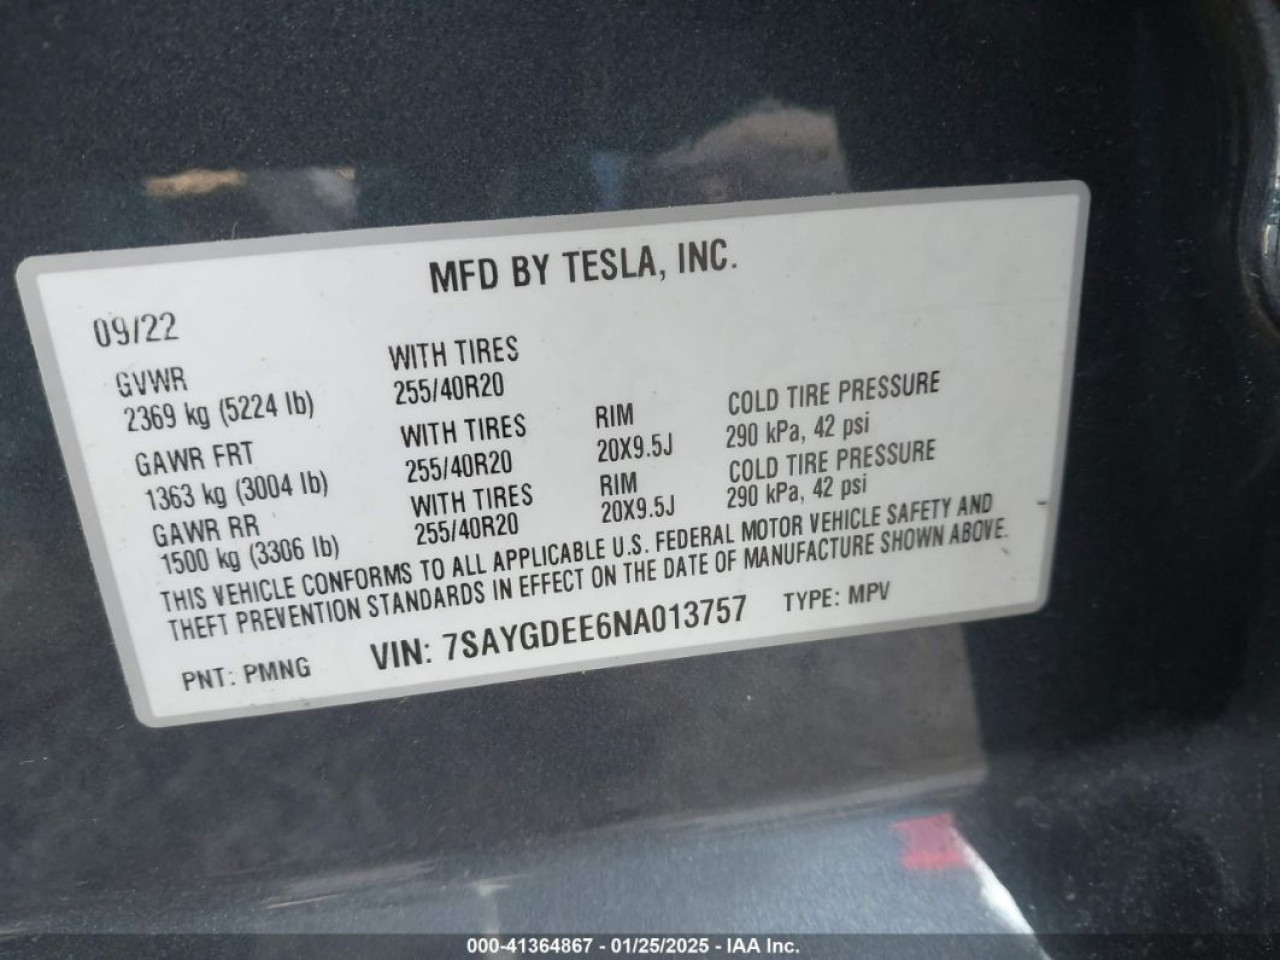 MFD BY TESLA, INC.
09/22
GVWR
2369 kg (5224 lb)
WITH TIRES
255/40R20
GAWR FRT
1363 kg (3004 lb)
WITH TIRES
255/40R20
RIM
20X9.5J
COLD TIRE PRESSURE
290 kPa, 42 psi
GAWR RR
1500 kg (3306 lb)
WITH TIRES
255/40R20
RIM
20X9.5J
COLD TIRE PRESSURE
290 kPa, 42 psi
THIS VEHICLE CONFORMS TO ALL APPLICABLE U.S. FEDERAL MOTOR VEHICLE SAFETY AND
THEFT PREVENTION STANDARDS IN EFFECT ON THE DATE OF MANUFACTURE SHOWN ABOVE.
PNT: PMNG
VIN: 7SAYGDEE6NA013757
TYPE: MPV
000-41364867 - 01/25/2025 - IAA Inc.